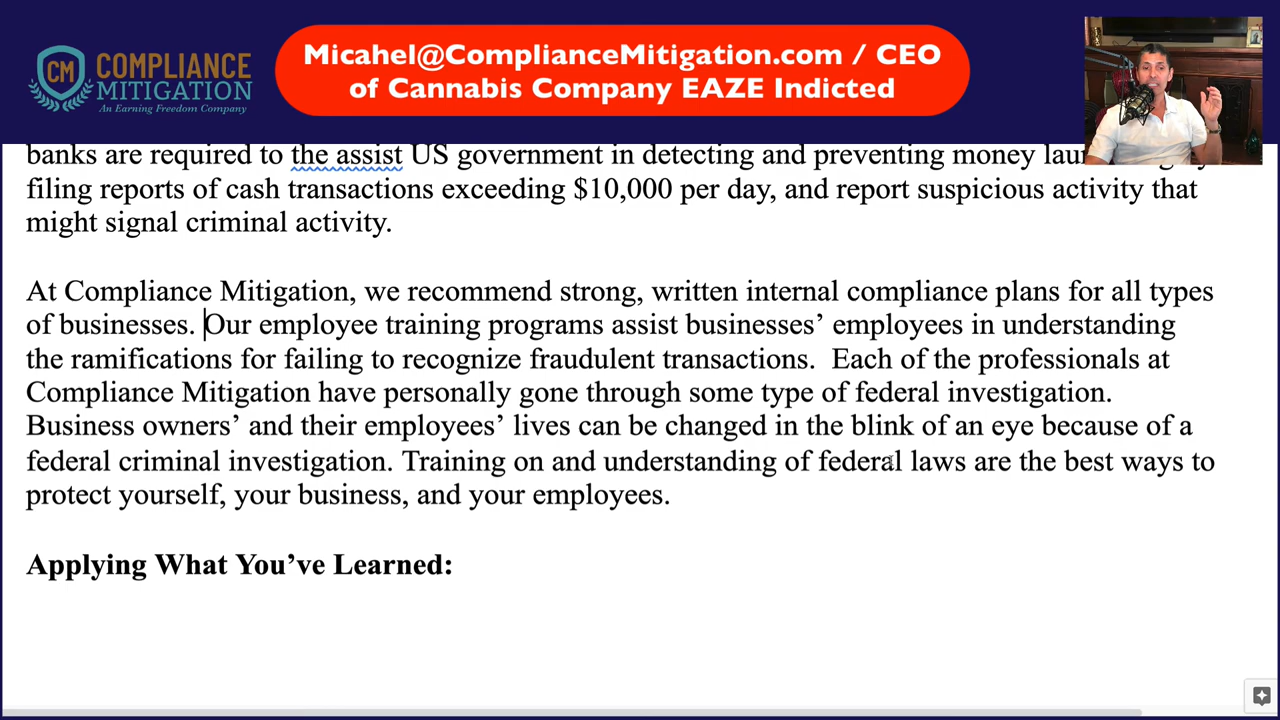 CM
COMPLIANCE
MITIGATION
An Earning Freedom Company
Micahel@ComplianceMitigation.com / CEO
of Cannabis Company EAZE Indicted
banks are required to the assist US government in detecting and preventing money
filing reports of cash transactions exceeding $10,000 per day, and report suspicious activity that
might signal criminal activity.
At Compliance Mitigation, we recommend strong, written internal compliance plans for all types
of businesses. Our employee training programs assist businesses’ employees in understanding
the ramifications for failing to recognize fraudulent transactions. Each of the professionals at
Compliance Mitigation have personally gone through some type of federal investigation.
Business owners’ and their employees’ lives can be changed in the blink of an eye because of a
federal criminal investigation. Training on and understanding of federal laws are the best ways to
protect yourself, your business, and your employees.
Applying What You’ve Learned: